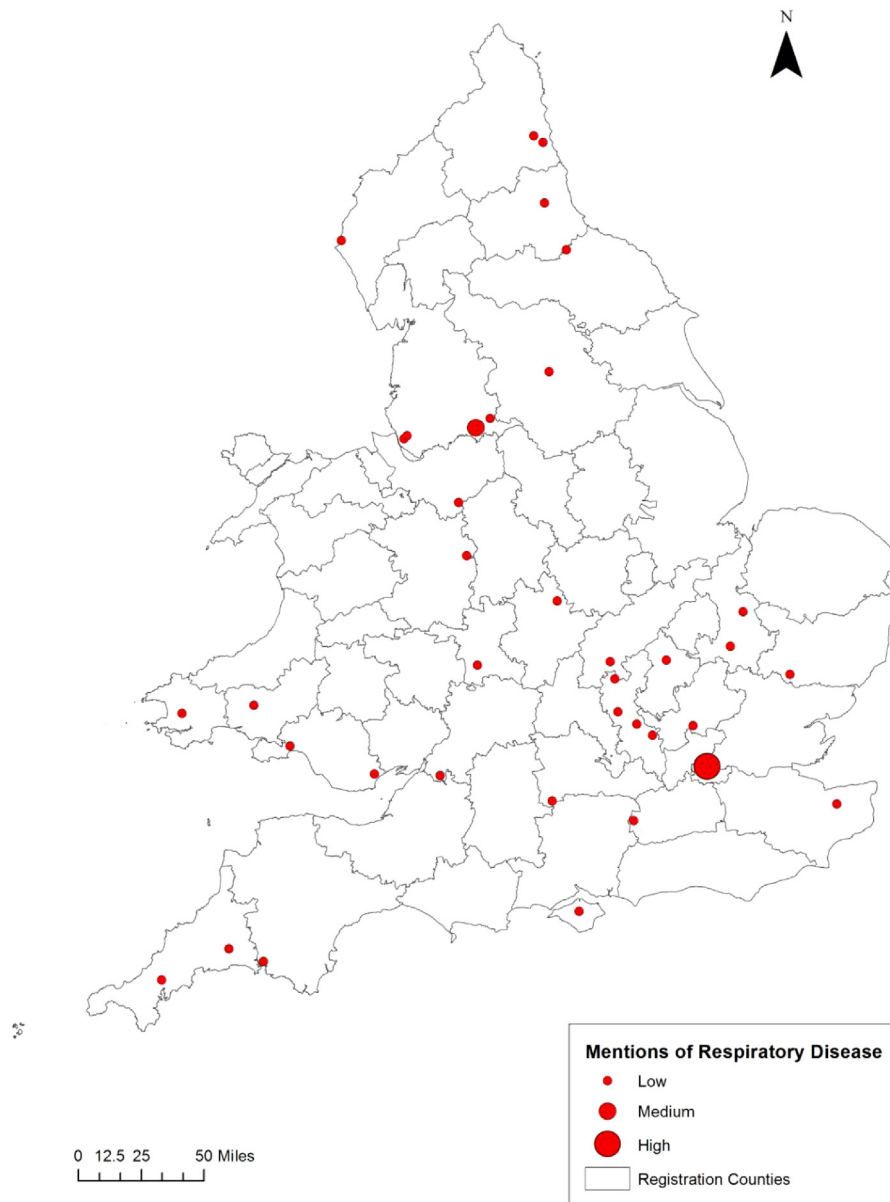 N
Mentions of Respiratory Disease
Low
Medium
High
Registration Counties
0 12.5 25 50 Miles